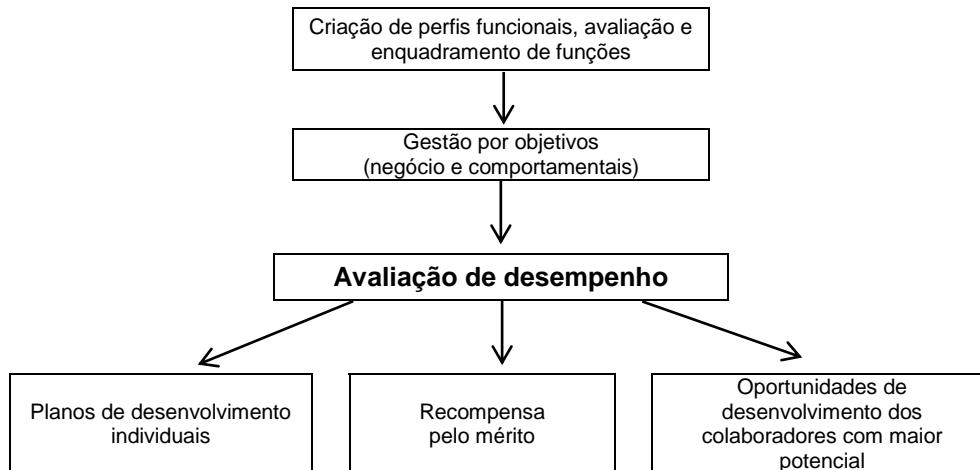 Criação de perfis funcionais, avaliação e
enquadramento de funções
Gestão por objetivos
(negócio e comportamentais)
Avaliação de desempenho
Planos de desenvolvimento
individuais
Recompensa
pelo mérito
Oportunidades de
desenvolvimento dos
colaboradores com maior
potencial